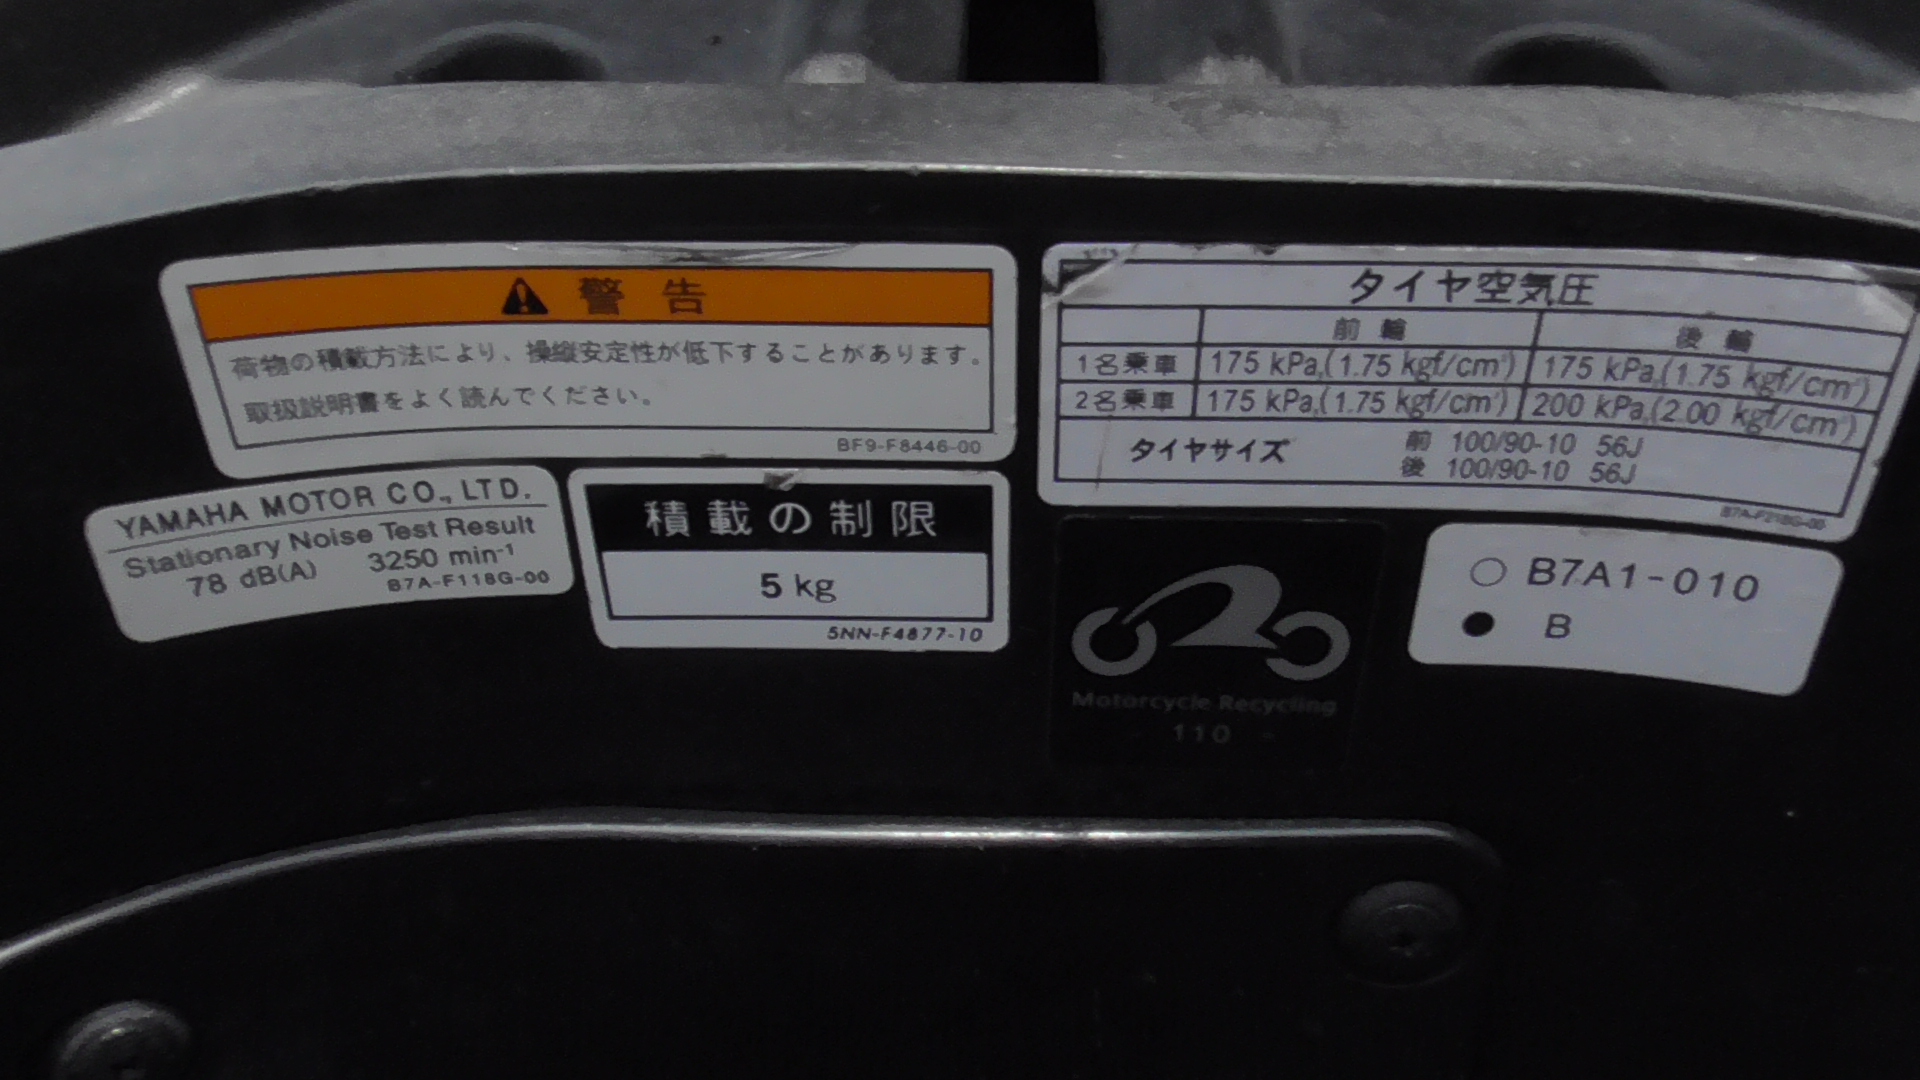 警告
荷物の積載方法により、操縦安定性が低下することがあります。
取扱説明書をよく読んでください。
BF9-F8446-00
タイヤ空気圧
前輪 後輪
1名乗車 175 kPa,(1.75 kgf/cm²) 175 kPa,(1.75 kgf/cm²)
2名乗車 175 kPa,(1.75 kgf/cm²) 200 kPa,(2.00 kgf/cm²)
タイヤサイズ 前 100/90-10 56J
後 100/90-10 56J
B7A-F218G-00
YAMAHA MOTOR CO., LTD.
Stationary Noise Test Result
78 dB(A) 3250 min⁻¹
B7A-F118G-00
積載の制限
5 kg
5NN-F4877-10
Motorcycle Recycling
110
○ B7A1-010
● B